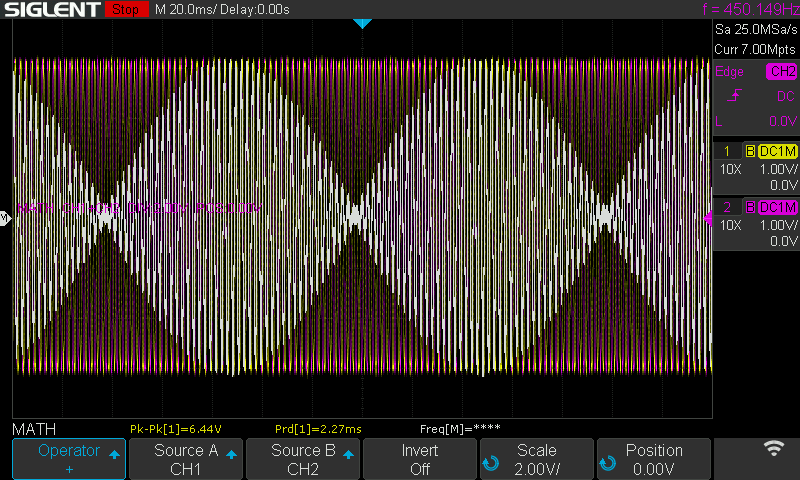 SIGLENT Stop M 20.0ms/ Delay:0.00s f = 450.149Hz
Sa 25.0MSa/s
Curr 7.00Mpts
Edge CH2
DC
L 0.0V
1 B DC1M
10X 1.00V/
0.0V
2 B DC1M
10X 1.00V/
0.0V
M
MATH Pk-Pk[1]=6.44V Prd[1]=2.27ms Freq[M]=****
Operator Source A Source B Invert Scale Position
+ CH1 CH2 Off 2.00V/ 0.00V